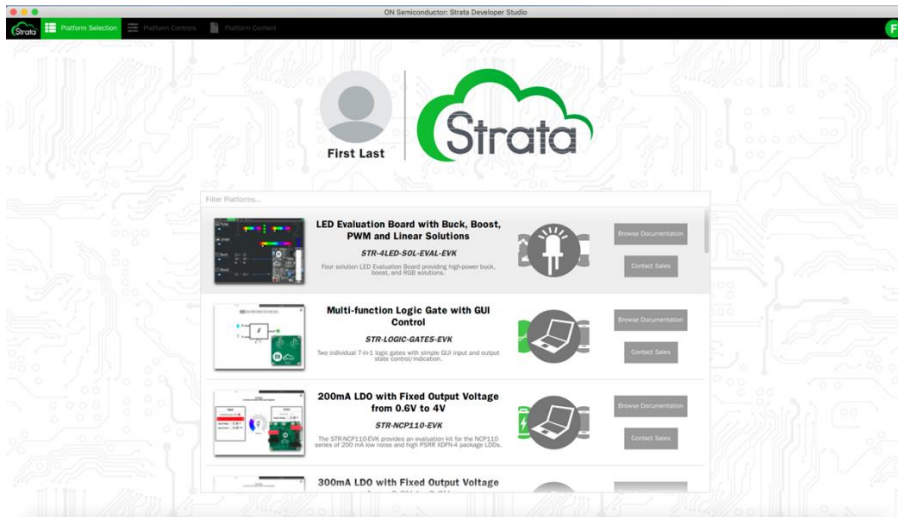 ON Semiconductor: Strata Developer Studio
Strata
Platform Selection
Platform Controls
Platform Content
F
First Last
Strata
Filter Platforms...
LED Evaluation Board with Buck, Boost,
PWM and Linear Solutions
STR-4LED-SOL-EVAL-EVK
Four solution LED Evaluation Board providing high-power buck,
boost, and RGB solutions.
Browse Documentation
Contact Sales
Multi-function Logic Gate with GUI
Control
STR-LOGIC-GATES-EVK
Two individual 7-in-1 logic gates with simple GUI input and output
state control/indication.
Browse Documentation
Contact Sales
200mA LDO with Fixed Output Voltage
from 0.6V to 4V
STR-NCP110-EVK
The STR-NCP110-EVK provides an evaluation kit for the NCP110
series of 200 mA low noise and high PSRR XDFN-4 package LDOs.
Browse Documentation
Contact Sales
300mA LDO with Fixed Output Voltage